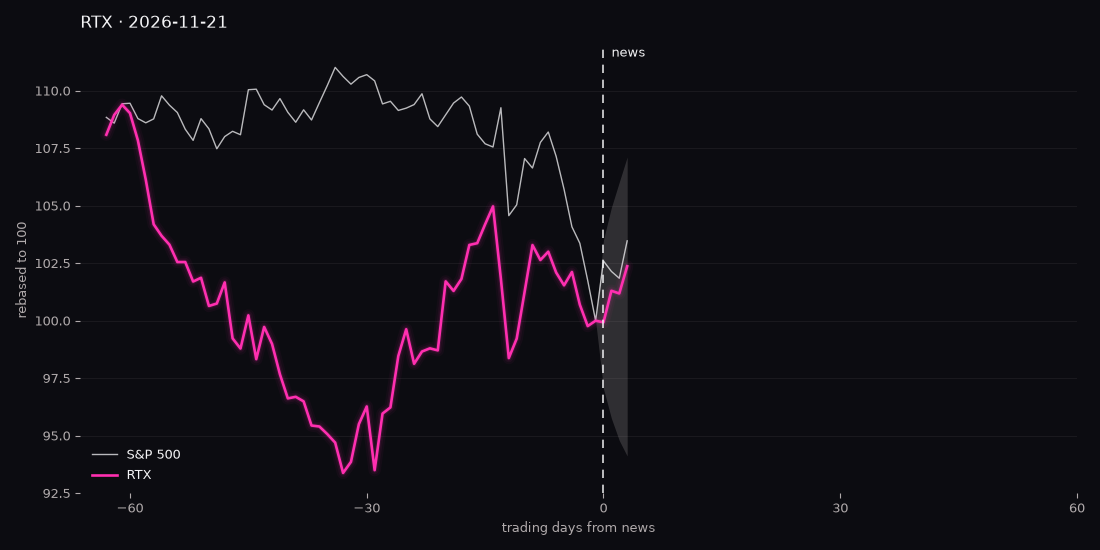 RTX · 2026-11-21
news
110.0
107.5
105.0
102.5
100.0
97.5
95.0
92.5
rebased to 100
S&P 500
RTX
−60
−30
0
30
60
trading days from news